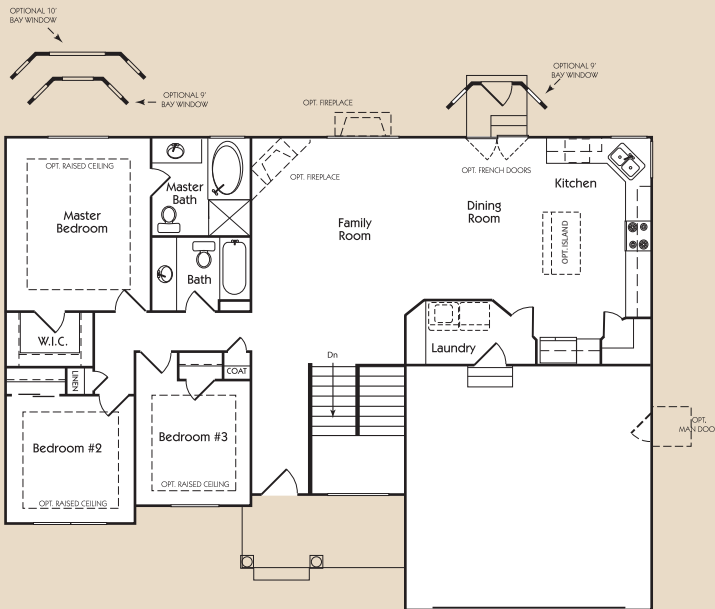 OPTIONAL 10'
BAY WINDOW
OPTIONAL 9'
BAY WINDOW
OPTIONAL 9'
BAY WINDOW
OPT. FIREPLACE
OPT. RAISED CEILING
Master
Bath
OPT. FIREPLACE
OPT. FRENCH DOORS
Kitchen
Master
Bedroom
Family
Room
Dining
Room
OPT. ISLAND
Bath
W.I.C.
Laundry
Dn
COAT
LINEN
Bedroom #2
Bedroom #3
OPT.
MAN DOO
OPT. RAISED CEILING
OPT. RAISED CEILING